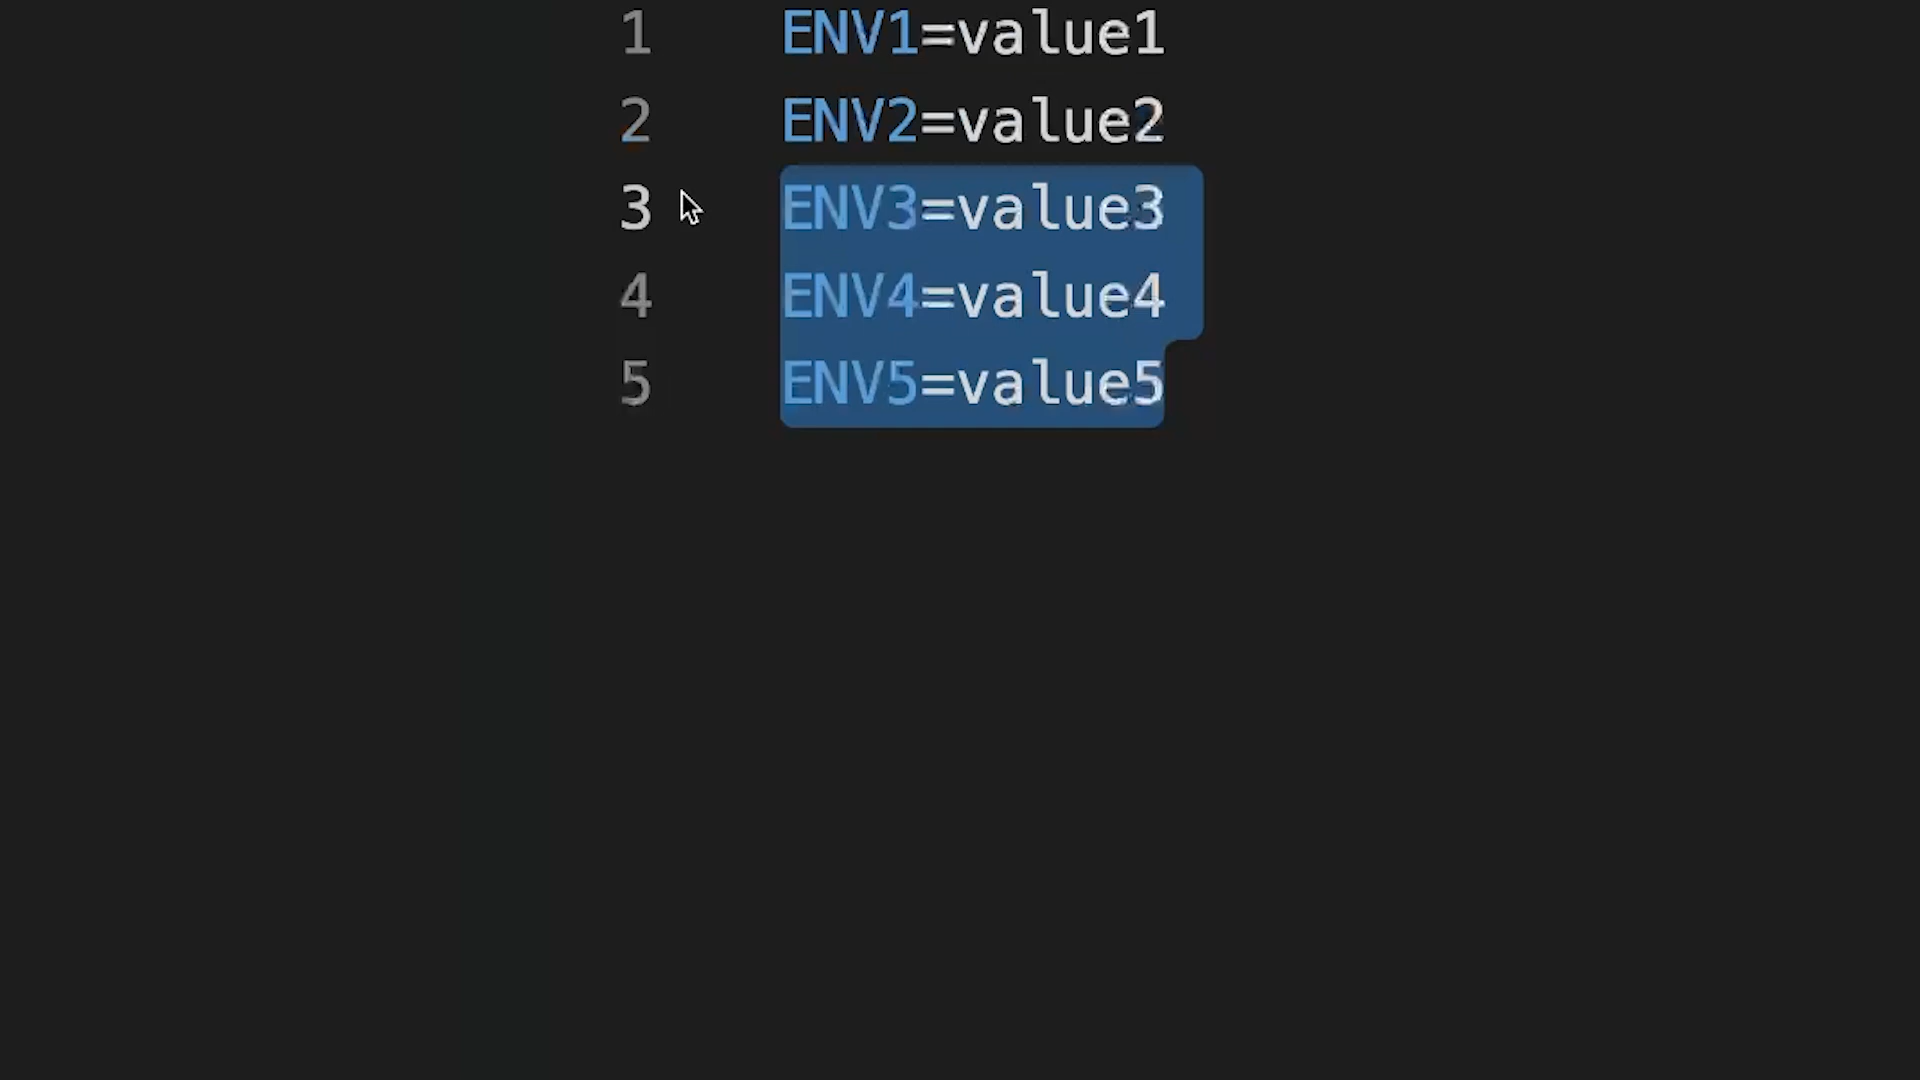 1 ENV1=value1
2 ENV2=value2
3 ENV3=value3
4 ENV4=value4
5 ENV5=value5